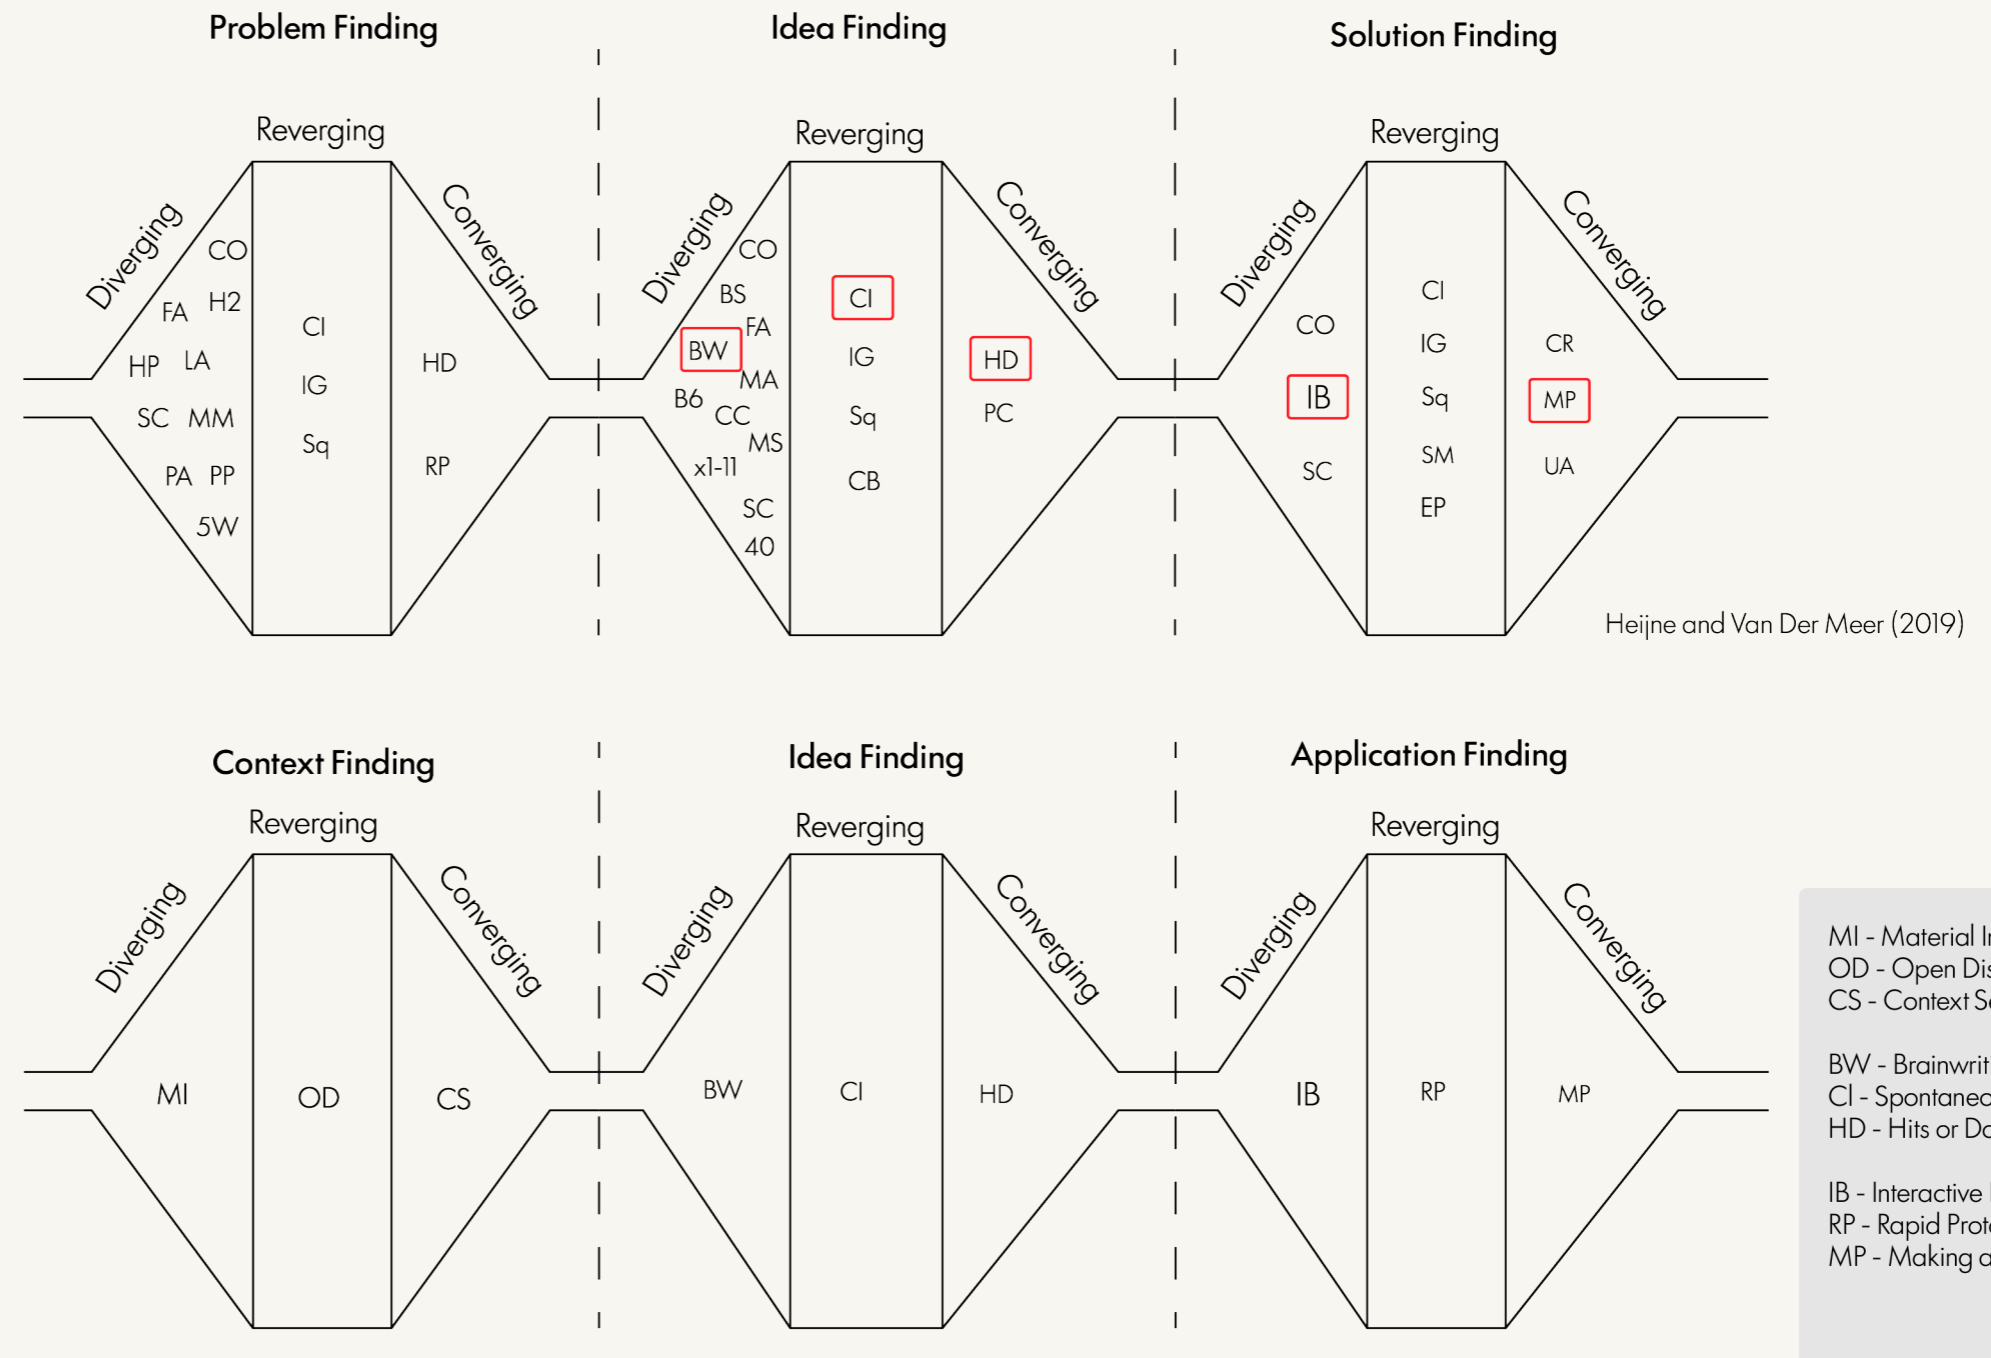 Problem Finding
Idea Finding
Solution Finding
Reverging
Reverging
Reverging
Diverging
Converging
Diverging
Converging
Diverging
Converging
CO
FA H2
HP LA
SC MM
PA PP
5W
CI
IG
Sq
HD
RP
CO
BS
FA
BW
MA
B6
CC
MS
x1-11
SC
40
CI
IG
Sq
CB
HD
PC
CO
IB
SC
CI
IG
Sq
SM
EP
CR
MP
UA
Heijne and Van Der Meer (2019)
Context Finding
Idea Finding
Application Finding
Reverging
Reverging
Reverging
Diverging
Converging
Diverging
Converging
Diverging
Converging
MI
OD
CS
BW
CI
HD
IB
RP
MP
MI - Material
OD - Open
CS - Context
BW -
CI -
HD - Hits or
IB - Interactive
RP - Rapid
MP - Making